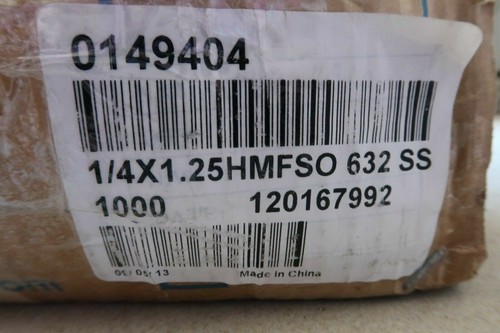 0149404
1/4X1.25HMFSO 632 SS
1000 120167992
Made in China